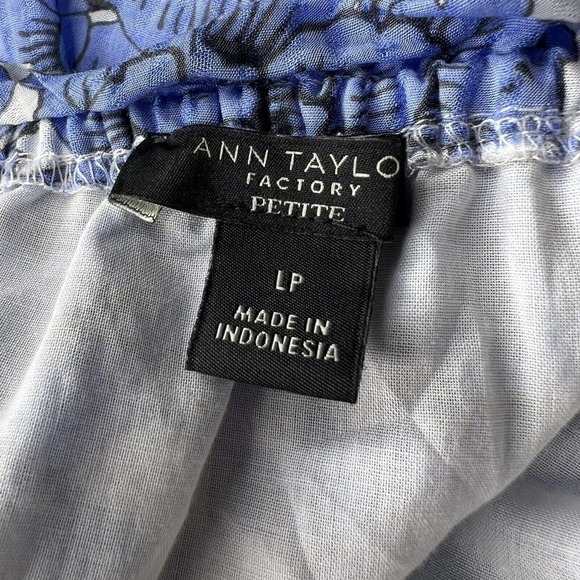 ANN TAYLO
FACTORY
PETITE
LP
MADE IN
INDONESIA